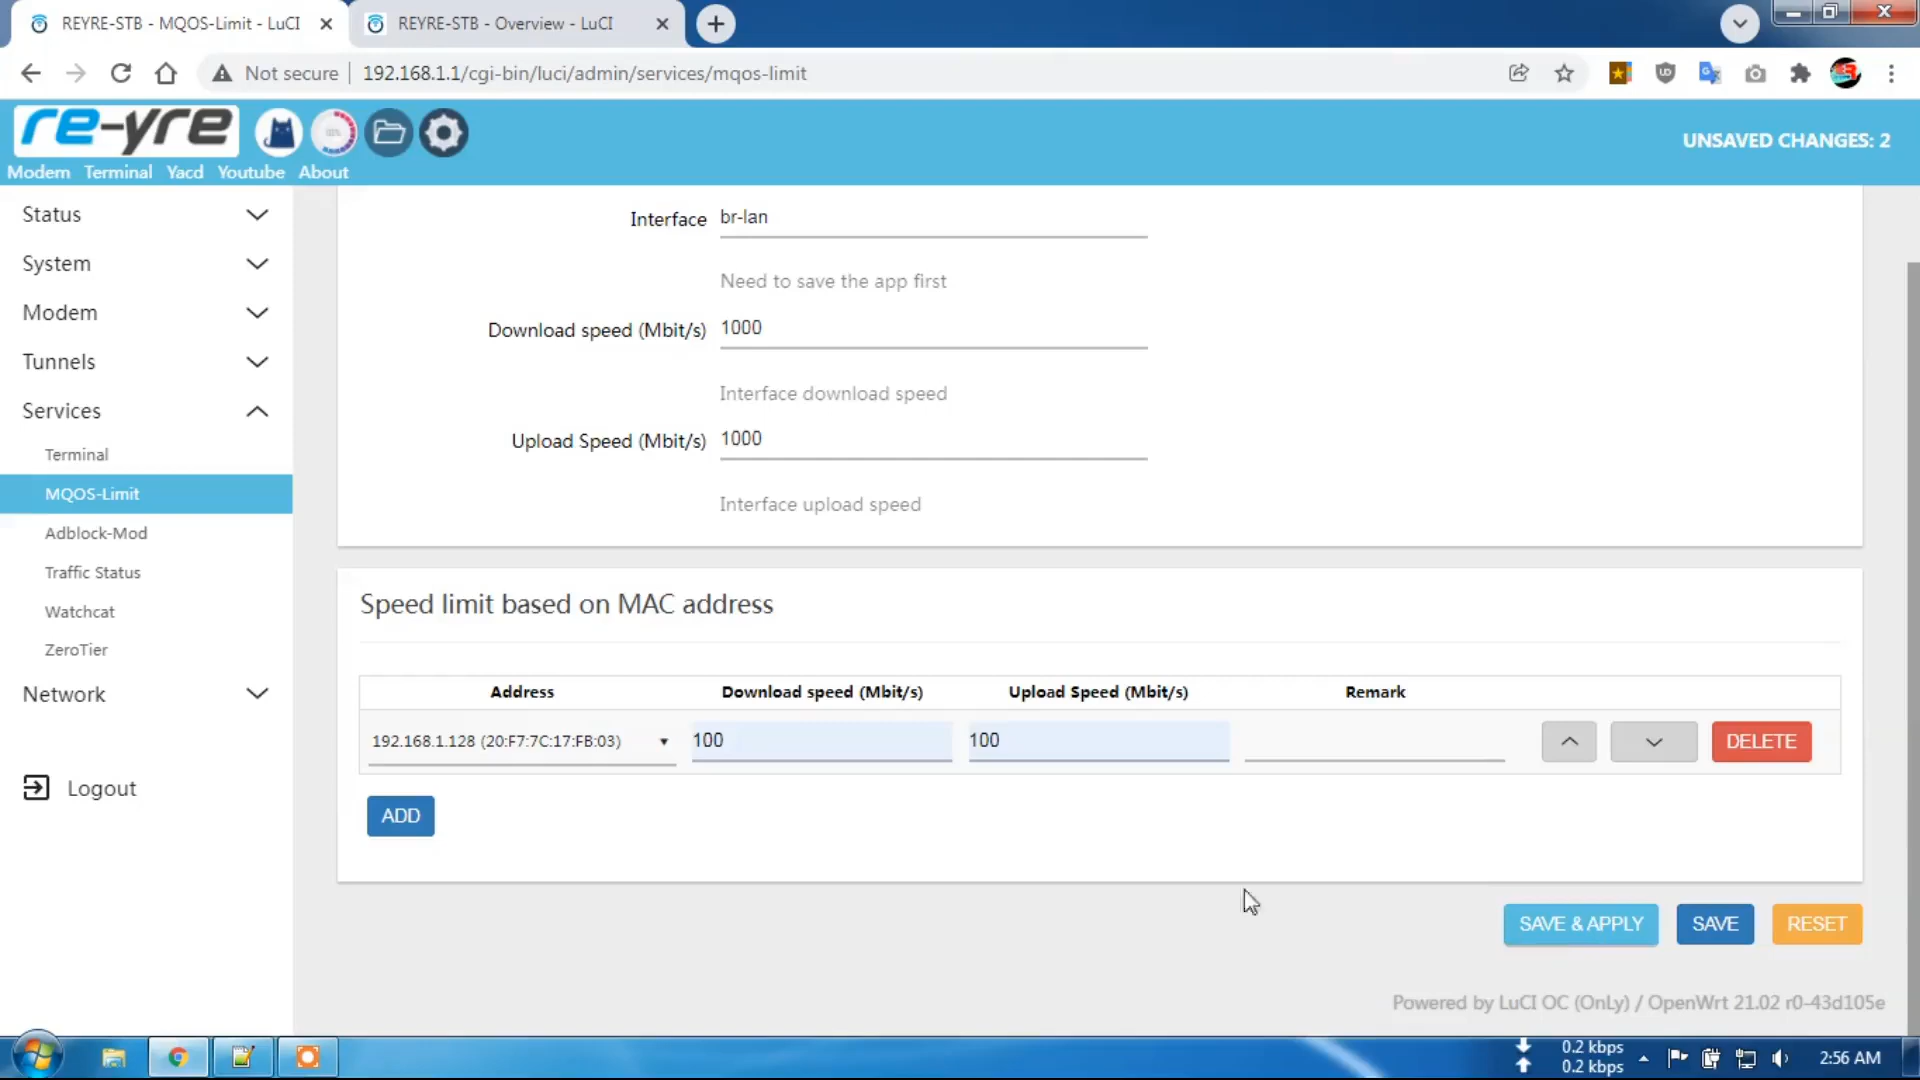 REYRE-STB - MQOS-Limit - LuCI
REYRE-STB - Overview - LuCI
Not secure
192.168.1.1/cgi-bin/luci/admin/services/mqos-limit
re-yre
UNSAVED CHANGES: 2
Modem Terminal Yacd Youtube About
Status
System
Modem
Tunnels
Services
Terminal
MQOS-Limit
Adblock-Mod
Traffic Status
Watchcat
ZeroTier
Network
Logout
Interface br-lan
Need to save the app first
Download speed (Mbit/s) 1000
Interface download speed
Upload Speed (Mbit/s) 1000
Interface upload speed
Speed limit based on MAC address
Address Download speed (Mbit/s) Upload Speed (Mbit/s) Remark
192.168.1.128 (20:F7:7C:17:FB:03) 100 100 DELETE
ADD
SAVE & APPLY SAVE RESET
Powered by LuCI OC (OnLy) / OpenWrt 21.02 r0-43d105e
0.2 kbps
0.2 kbps
2:56 AM